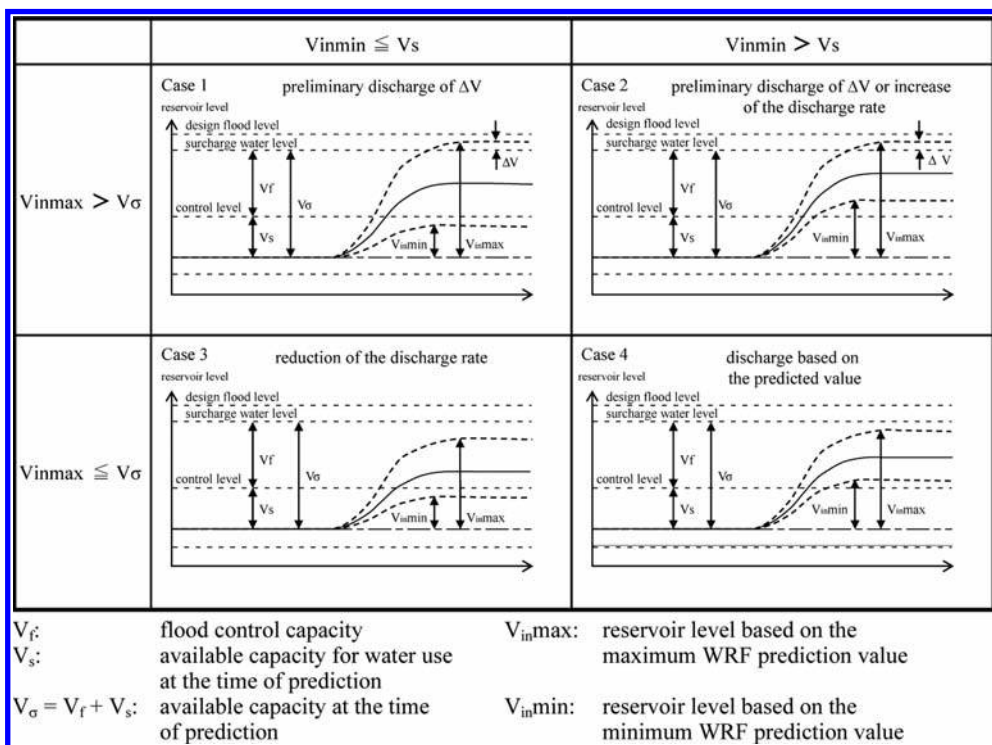 Vinmin ≦ Vs
Vinmin > Vs
Vinmax > Vσ
Case 1
preliminary discharge of ΔV
reservoir level
design flood level
surcharge water level
ΔV
Vf
Vσ
control level
Vs
Vinmin
Vinmax
Case 2
preliminary discharge of ΔV or increase
of the discharge rate
reservoir level
design flood level
surcharge water level
Δ V
Vf
Vσ
control level
Vs
Vinmin
Vinmax
Vinmax ≦ Vσ
Case 3
reduction of the discharge rate
reservoir level
design flood level
surcharge water level
Vf
Vσ
control level
Vs
Vinmin
Vinmax
Case 4
discharge based on
the predicted value
reservoir level
design flood level
surcharge water level
Vf
Vσ
control level
Vs
Vinmin
Vinmax
Vf: flood control capacity
Vs: available capacity for water use
at the time of prediction
Vσ = Vf + Vs: available capacity at the time
of prediction
Vinmax: reservoir level based on the
maximum WRF prediction value
Vinmin: reservoir level based on the
minimum WRF prediction value